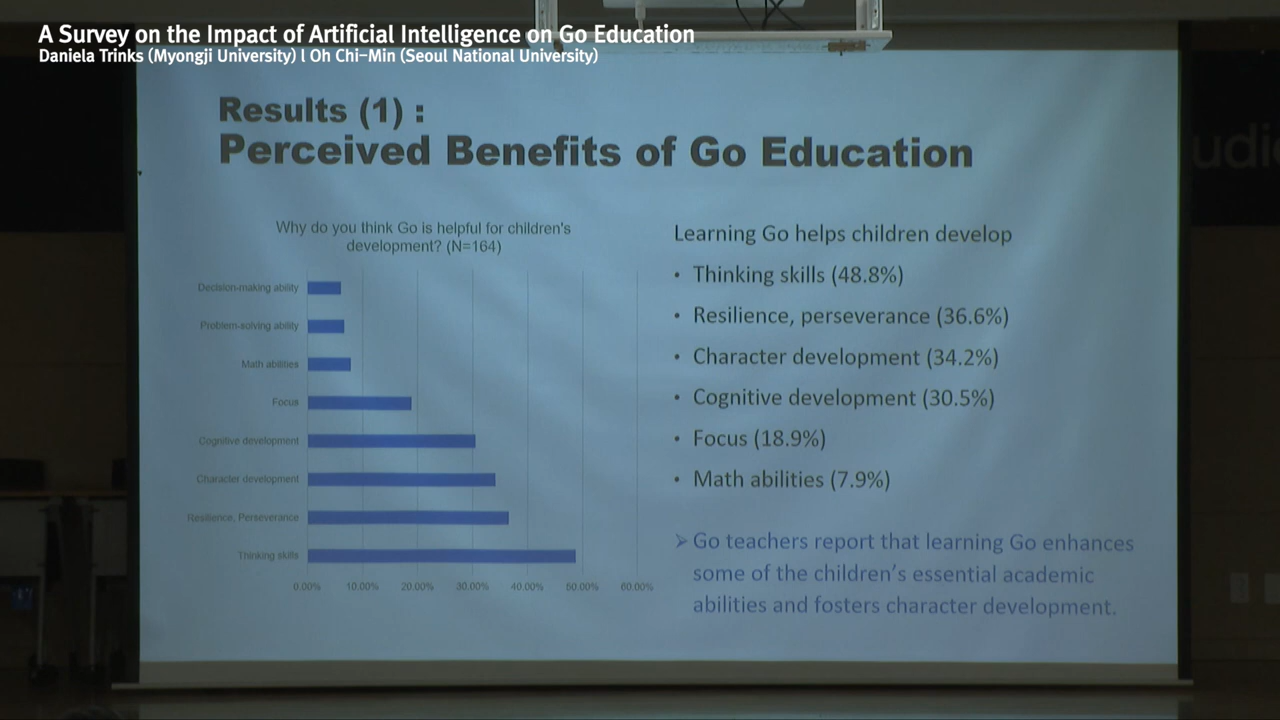 A Survey on the Impact of Artificial Intelligence on Go Education
Daniela Trinks (Myongji University) l Oh Chi-Min (Seoul National University)
Results (1) :
Perceived Benefits of Go Education
Why do you think Go is helpful for children's
development? (N=164)
Decision-making ability
Problem-solving ability
Math abilities
Focus
Cognitive development
Character development
Resilience, Perseverance
Thinking skills
0.00% 10.00% 20.00% 30.00% 40.00% 50.00% 60.00%
Learning Go helps children develop
• Thinking skills (48.8%)
• Resilience, perseverance (36.6%)
• Character development (34.2%)
• Cognitive development (30.5%)
• Focus (18.9%)
• Math abilities (7.9%)
➢ Go teachers report that learning Go enhances
some of the children’s essential academic
abilities and fosters character development.